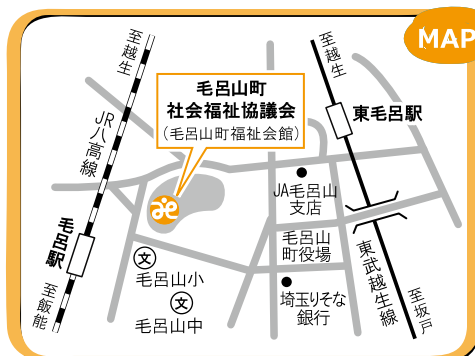 MAP
至越生
至越生
毛呂山町
社会福祉協議会
(毛呂山町福祉会館)
東毛呂駅
JR八高線
JA毛呂山
支店
毛呂駅
毛呂山
町役場
文
毛呂山小
東武越生線
至飯能
文
毛呂山中
埼玉りそな
銀行
至坂戸